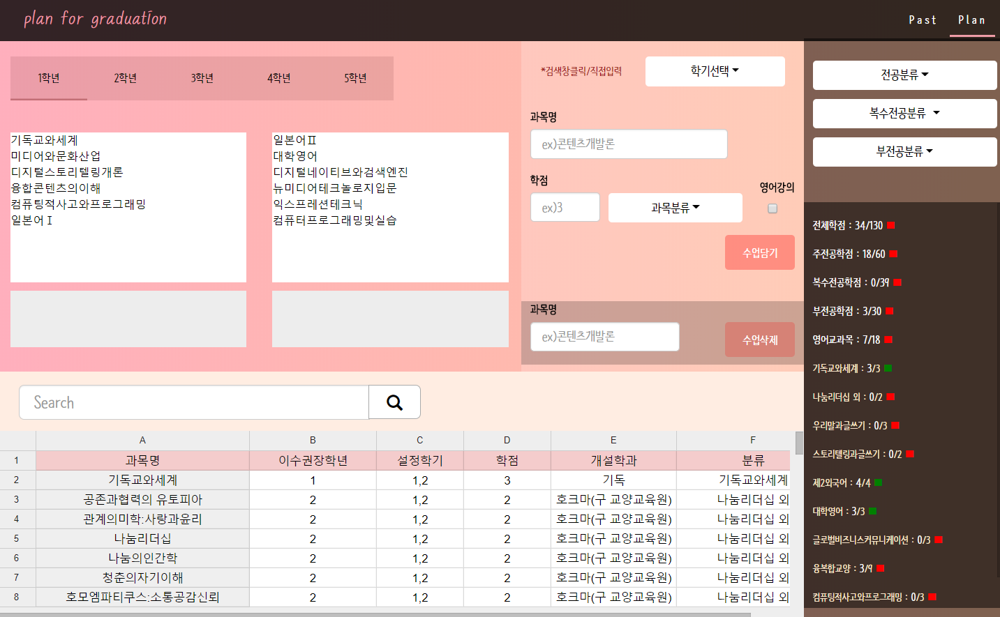 plan for graduation
Past
Plan
1학년
2학년
3학년
4학년
5학년
기독교와세계
미디어와문화산업
디지털스토리텔링개론
융합콘텐츠의이해
컴퓨팅적사고와프로그래밍
일본어Ⅰ
일본어Ⅱ
대학영어
디지털네이티브와검색엔진
뉴미디어테크놀로지입문
익스프레션테크닉
컴퓨터프로그래밍및실습
*검색창클릭/직접입력
학기선택
과목명
ex)콘텐츠개발론
학점
영어강의
ex)3
과목분류
수업담기
과목명
ex)콘텐츠개발론
수업삭제
전공분류
복수전공분류
부전공분류
전체학점 : 34/130
주전공학점 : 18/60
복수전공학점 : 0/39
부전공학점 : 3/30
영어교과목 : 7/18
기독교와세계 : 3/3
나눔리더십 외 : 0/2
우리말과글쓰기 : 0/3
스토리텔링과글쓰기 : 0/2
제2외국어 : 4/4
대학영어 : 3/3
글로벌비즈니스커뮤니케이션 : 0/3
융복합교양 : 3/9
컴퓨팅적사고와프로그래밍 : 0/3
Search
A B C D E F
1 과목명 이수권장학년 설정학기 학점 개설학과 분류
2 기독교와세계 1 1,2 3 기독 기독교와세계
3 공존과협력의 유토피아 2 1,2 2 호크마(구 교양교육원) 나눔리더십 외
4 관계의미학:사랑과윤리 2 1,2 2 호크마(구 교양교육원) 나눔리더십 외
5 나눔리더십 2 1,2 2 호크마(구 교양교육원) 나눔리더십 외
6 나눔의인간학 2 1,2 2 호크마(구 교양교육원) 나눔리더십 외
7 청춘의자기이해 2 1,2 2 호크마(구 교양교육원) 나눔리더십 외
8 호모엠파티쿠스:소통공감신뢰 2 1,2 2 호크마(구 교양교육원) 나눔리더십 외